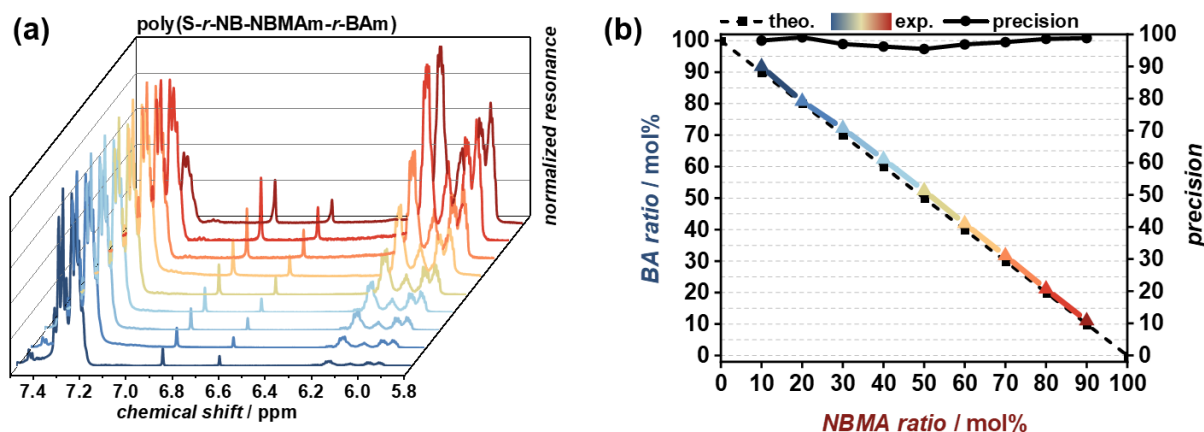 (a)
poly(S-r-NB-NBMAm-r-BAm)
normalized resonance
7.4 7.2 7.0 6.8 6.6 6.4 6.2 6.0 5.8
chemical shift / ppm
(b)
theo. exp. precision
100 100
90 90
80 80
70 70
60 60
50 50
40 40
30 30
20 20
10 10
0 0
BA ratio / mol%
precision
0 10 20 30 40 50 60 70 80 90 100
NBMA ratio / mol%